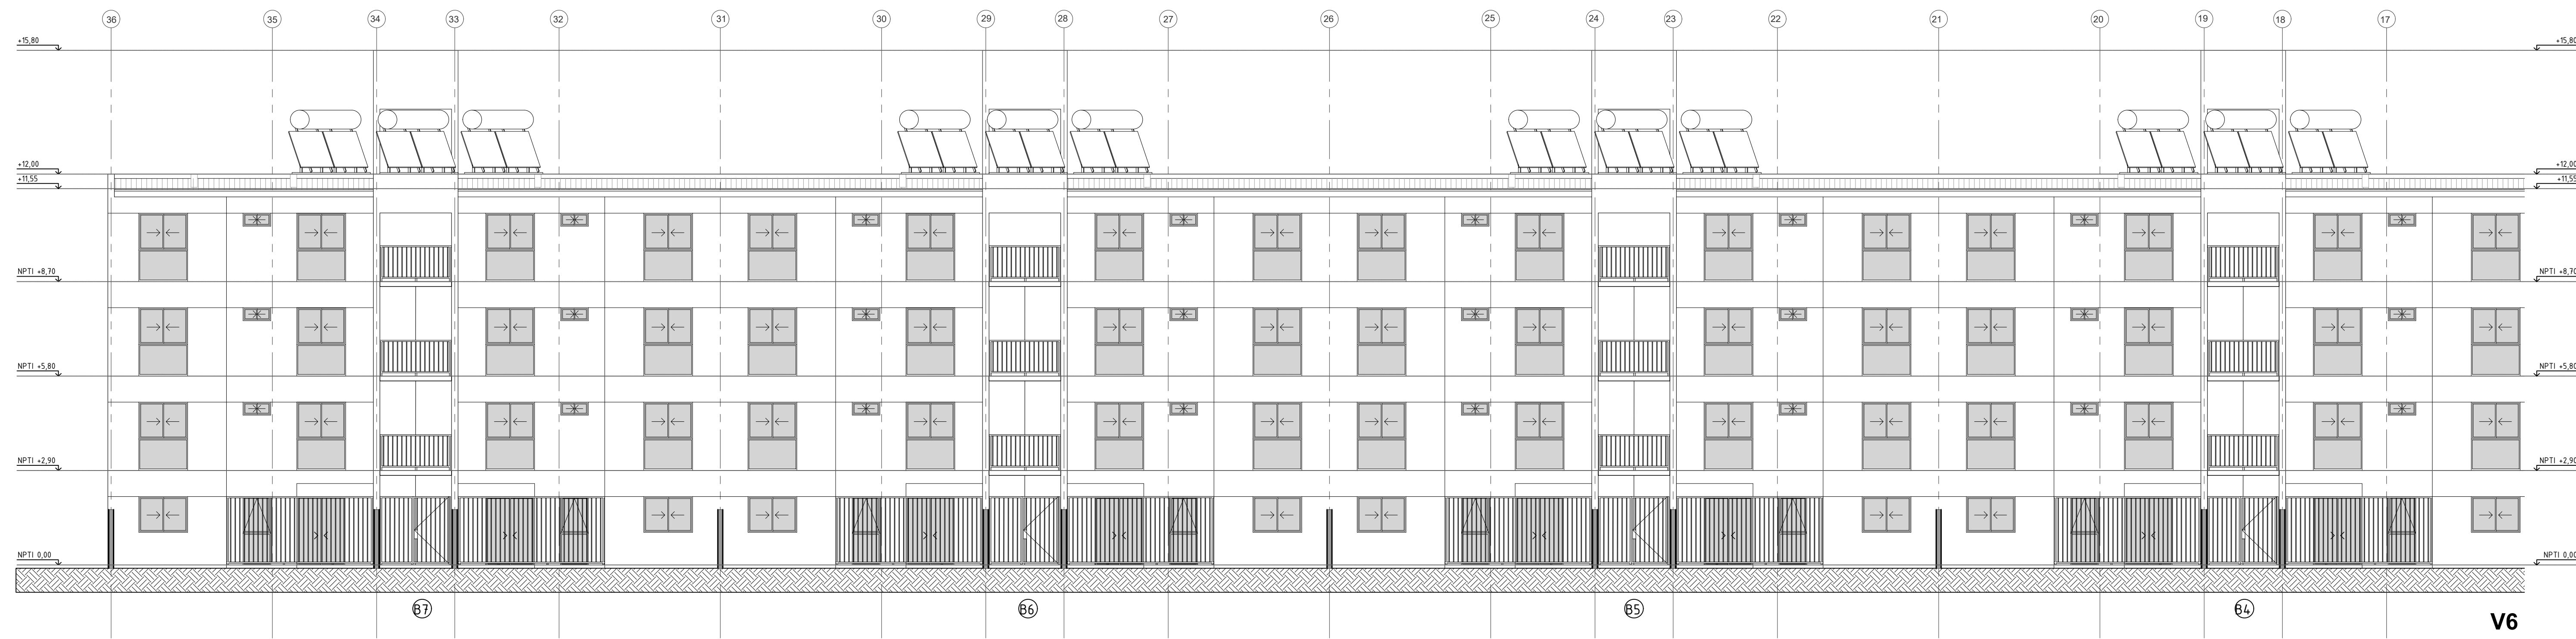 36 35 34 33 32 31 30 29 28 27 26 25 24 23 22 21 20 19 18 17
+15,80 +15,80
+12,00 +12,00
+11,55 +11,55
NPTI +8,70 NPTI +8,70
NPTI +5,80 NPTI +5,80
NPTI +2,90 NPTI +2,90
NPTI 0,00 NPTI 0,00
B7 B6 B5 B4
V6